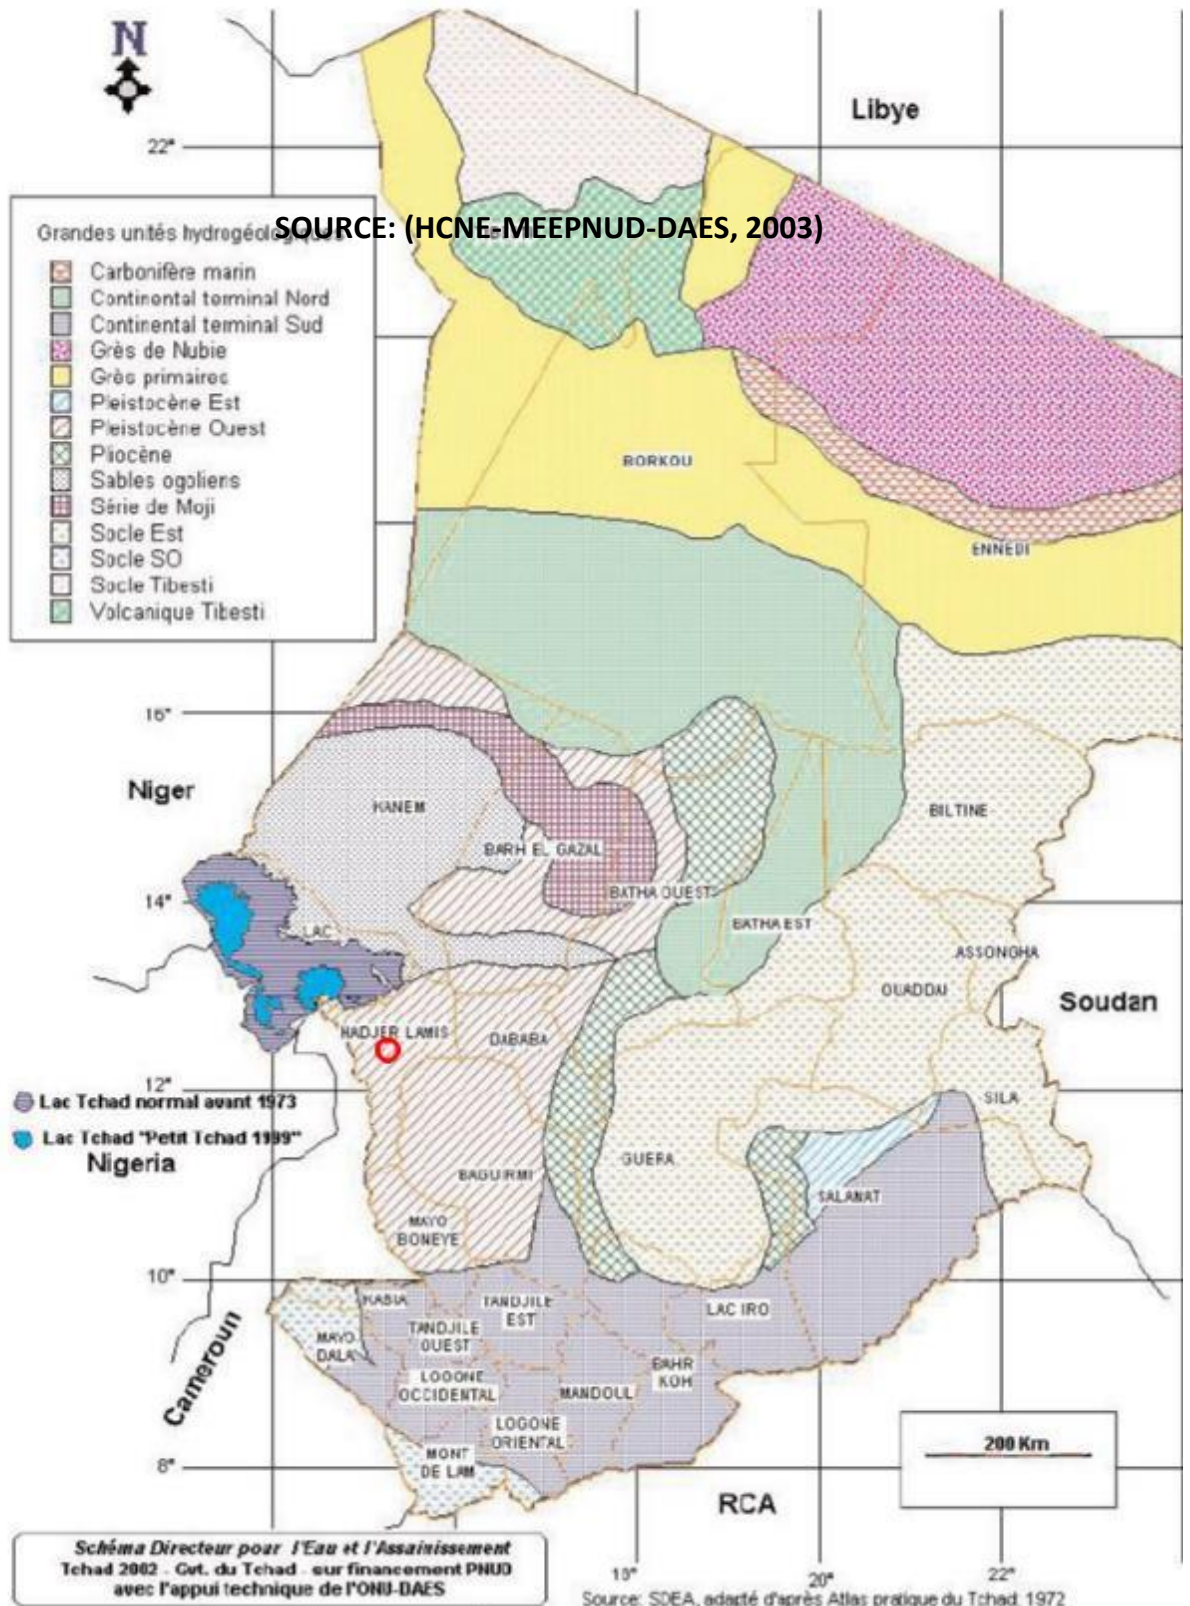 N
Libye
22°
SOURCE: (HCNE-MEEPNUD-DAES, 2003)
Grandes unités hydrogéologiques
Carbonifère marin
Continental terminal Nord
Continental terminal Sud
Grès de Nubie
Grès primaires
Pleistocène Est
Pleistocène Ouest
Pliocène
Sables ogoliens
Série de Moji
Socle Est
Socle SO
Socle Tibesti
Volcanique Tibesti
BORKOU
ENNEDI
16°
Niger
KANEM
BILTINE
BARH EL GAZAL
14°
BATHA OUEST
BATHA EST
LAC
ASSONGHA
OUADDAI
Soudan
HADJER LAMIS
DABABA
12°
SILA
Lac Tchad normal avant 1973
Lac Tchad "Petit Tchad 1999"
Nigeria
GUERA
BAGUIRMI
SALAMAT
MAYO
BONEYE
10°
KABIA
TANDJILE
EST
LAC IRO
Cameroun
MAYO
DALA
TANDJILE
OUEST
BAHR
KOH
LOGONE
OCCIDENTAL
MANDOUL
LOGONE
ORIENTAL
MONT
DE LAM
200 Km
8°
RCA
Schéma Directeur pour l'Eau et l'Assainissement
Tchad 2002 - Gvt. du Tchad - sur financement PNUD
avec l'appui technique de l'ONU-DAES
20°
22°
Source: SDEA, adapté d'après Atlas pratique du Tchad 1972